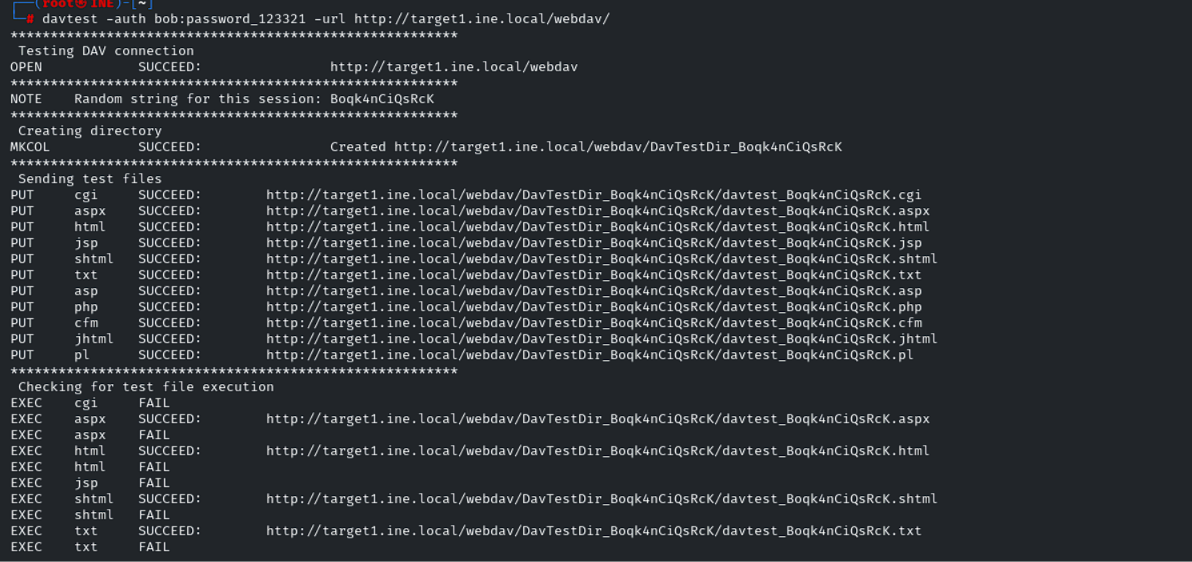 (root㉿INE)-[~]
# davtest -auth bob:password_123321 -url http://target1.ine.local/webdav/
********************************************************
Testing DAV connection
OPEN SUCCEED: http://target1.ine.local/webdav
********************************************************
NOTE Random string for this session: Boqk4nCiQsRcK
********************************************************
Creating directory
MKCOL SUCCEED: Created http://target1.ine.local/webdav/DavTestDir_Boqk4nCiQsRcK
********************************************************
Sending test files
PUT cgi SUCCEED: http://target1.ine.local/webdav/DavTestDir_Boqk4nCiQsRcK/davtest_Boqk4nCiQsRcK.cgi
PUT aspx SUCCEED: http://target1.ine.local/webdav/DavTestDir_Boqk4nCiQsRcK/davtest_Boqk4nCiQsRcK.aspx
PUT html SUCCEED: http://target1.ine.local/webdav/DavTestDir_Boqk4nCiQsRcK/davtest_Boqk4nCiQsRcK.html
PUT jsp SUCCEED: http://target1.ine.local/webdav/DavTestDir_Boqk4nCiQsRcK/davtest_Boqk4nCiQsRcK.jsp
PUT shtml SUCCEED: http://target1.ine.local/webdav/DavTestDir_Boqk4nCiQsRcK/davtest_Boqk4nCiQsRcK.shtml
PUT txt SUCCEED: http://target1.ine.local/webdav/DavTestDir_Boqk4nCiQsRcK/davtest_Boqk4nCiQsRcK.txt
PUT asp SUCCEED: http://target1.ine.local/webdav/DavTestDir_Boqk4nCiQsRcK/davtest_Boqk4nCiQsRcK.asp
PUT php SUCCEED: http://target1.ine.local/webdav/DavTestDir_Boqk4nCiQsRcK/davtest_Boqk4nCiQsRcK.php
PUT cfm SUCCEED: http://target1.ine.local/webdav/DavTestDir_Boqk4nCiQsRcK/davtest_Boqk4nCiQsRcK.cfm
PUT jhtml SUCCEED: http://target1.ine.local/webdav/DavTestDir_Boqk4nCiQsRcK/davtest_Boqk4nCiQsRcK.jhtml
PUT pl SUCCEED: http://target1.ine.local/webdav/DavTestDir_Boqk4nCiQsRcK/davtest_Boqk4nCiQsRcK.pl
********************************************************
Checking for test file execution
EXEC cgi FAIL
EXEC aspx SUCCEED: http://target1.ine.local/webdav/DavTestDir_Boqk4nCiQsRcK/davtest_Boqk4nCiQsRcK.aspx
EXEC aspx FAIL
EXEC html SUCCEED: http://target1.ine.local/webdav/DavTestDir_Boqk4nCiQsRcK/davtest_Boqk4nCiQsRcK.html
EXEC html FAIL
EXEC jsp FAIL
EXEC shtml SUCCEED: http://target1.ine.local/webdav/DavTestDir_Boqk4nCiQsRcK/davtest_Boqk4nCiQsRcK.shtml
EXEC shtml FAIL
EXEC txt SUCCEED: http://target1.ine.local/webdav/DavTestDir_Boqk4nCiQsRcK/davtest_Boqk4nCiQsRcK.txt
EXEC txt FAIL